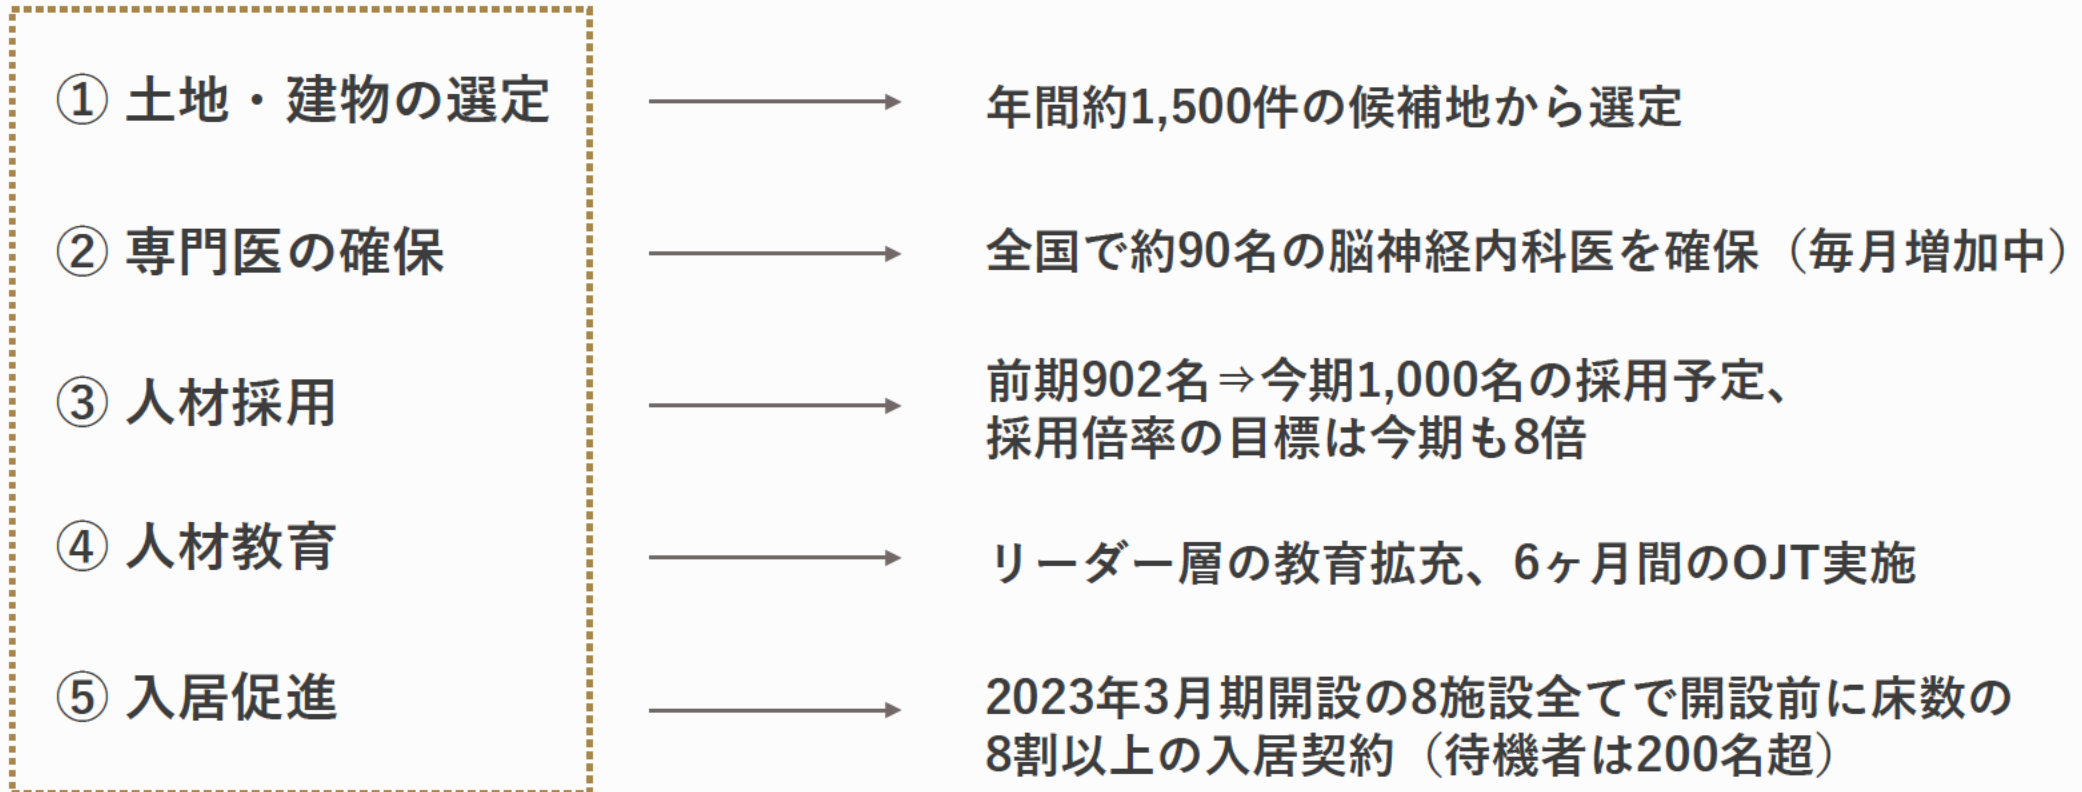 ① 土地・建物の選定
年間約1,500件の候補地から選定
② 専門医の確保
全国で約90名の脳神経内科医を確保（毎月増加中）
③ 人材採用
前期902名⇒今期1,000名の採用予定、
採用倍率の目標は今期も8倍
④ 人材教育
リーダー層の教育拡充、6ヶ月間のOJT実施
⑤ 入居促進
2023年3月期開設の8施設全てで開設前に床数の
8割以上の入居契約（待機者は200名超）